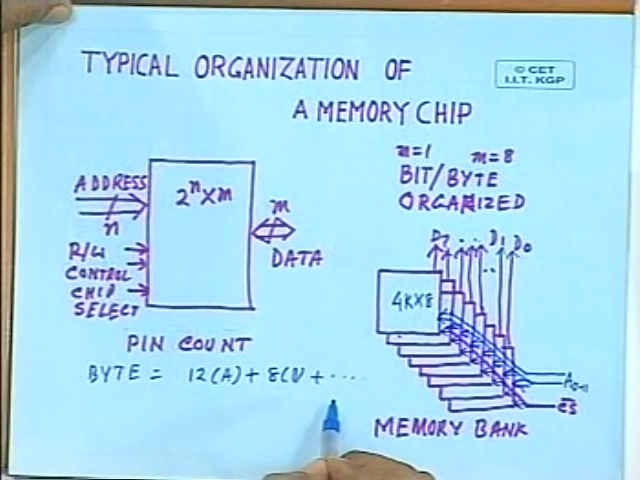 TYPICAL ORGANIZATION OF
A MEMORY CHIP
© CET
I.I.T. KGP
ADDRESS
n
R/W
CONTROL
CHIP
SELECT
2^n X m
m
DATA
m=1 m=8
BIT/BYTE
ORGANIZED
D7 .. D1 D0
4K X 8
A0-11
CS
MEMORY BANK
PIN COUNT
BYTE = 12(A) + 8(D) + ....